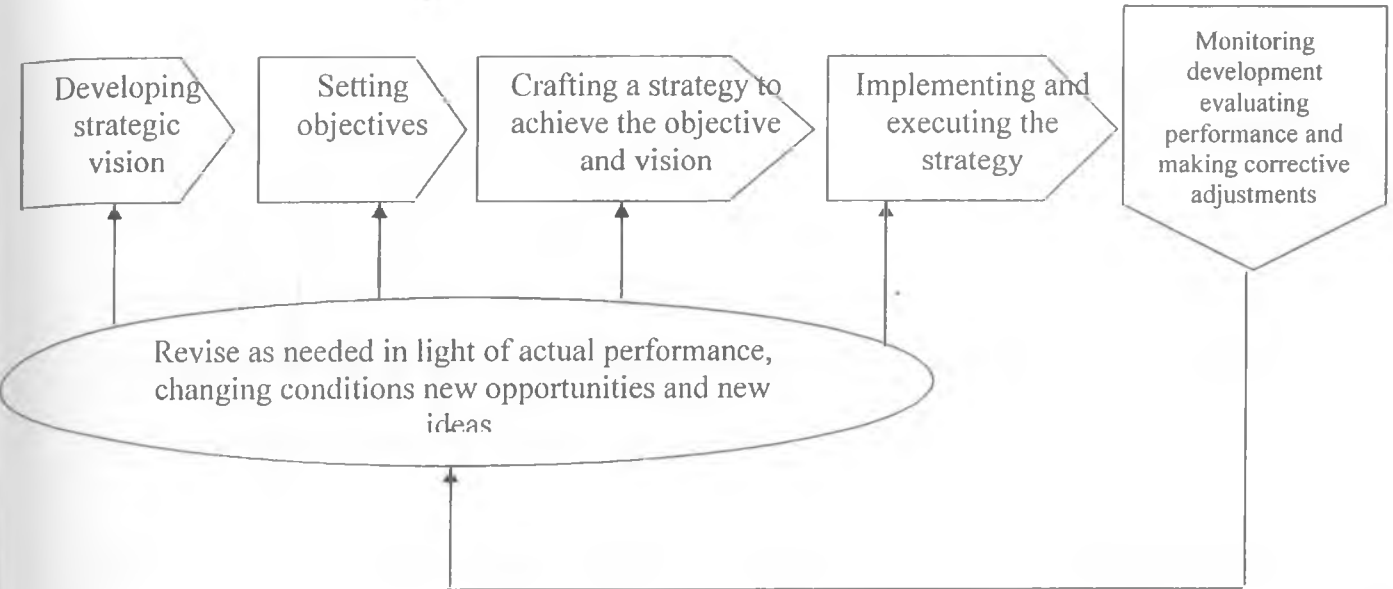 Developing
strategic
vision
Setting
objectives
Crafting a strategy to
achieve the objective
and vision
Implementing and
executing the
strategy
Monitoring
development
evaluating
performance and
making corrective
adjustments
Revise as needed in light of actual performance,
changing conditions new opportunities and new
ideas